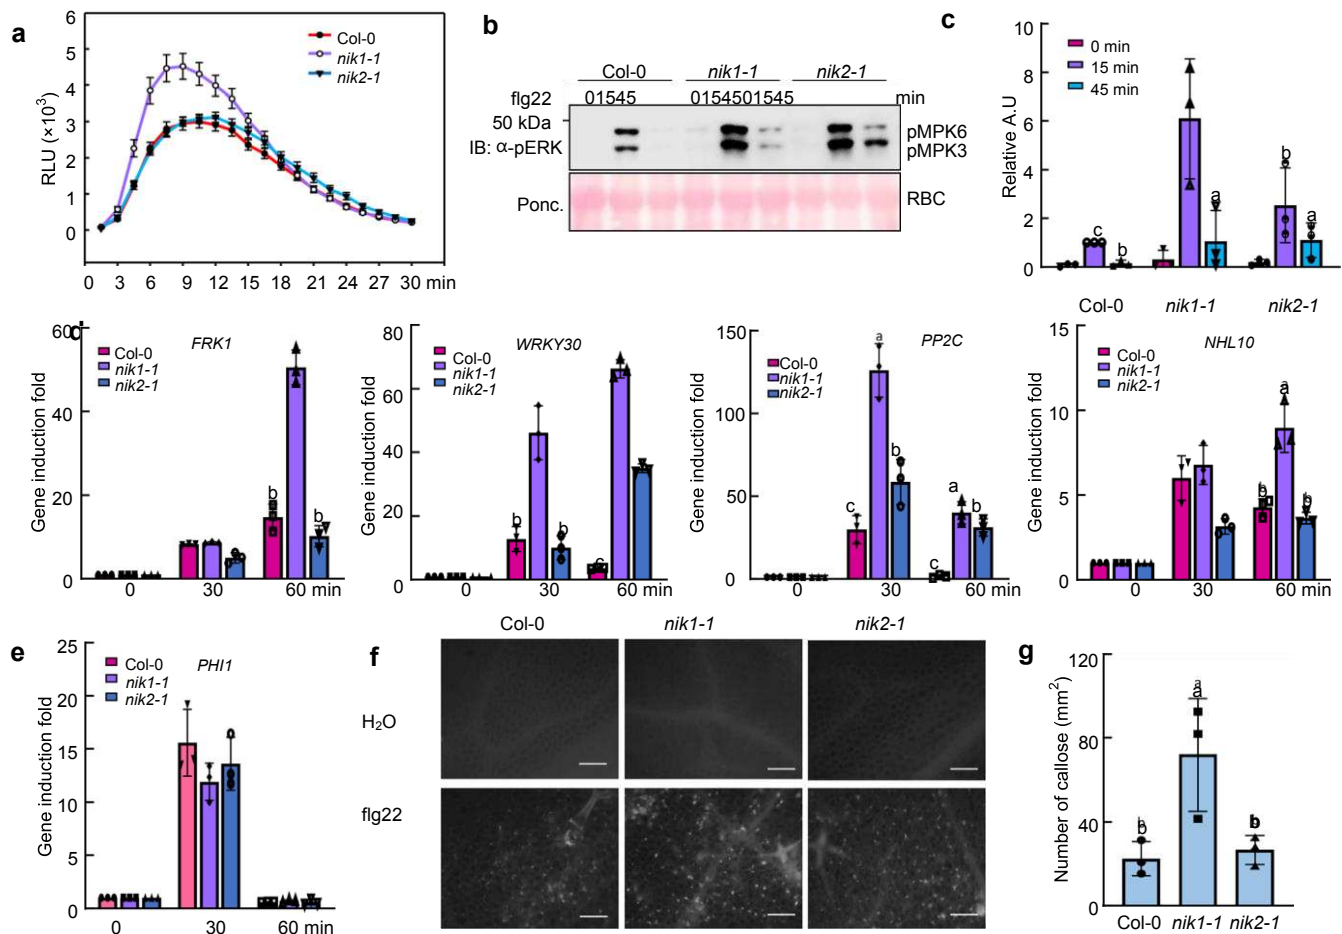 a
RLU (×10³)
6
5
4
3
2
1
0
Col-0
nik1-1
nik2-1
0 3 6 9 12 15 18 21 24 27 30 min
b
Col-0 nik1-1 nik2-1
flg22 01545 0154501545 min
50 kDa
IB: α-pERK
pMPK6
pMPK3
Ponc.
RBC
c
Relative A.U
10
8
6
4
2
0
0 min
15 min
45 min
c b a b a
Col-0 nik1-1 nik2-1
d
Gene induction fold
60
40
20
0
Col-0
nik1-1
nik2-1
FRK1
b b
0 30 60 min
Gene induction fold
80
60
40
20
0
Col-0
nik1-1
nik2-1
WRKY30
b b c
0 30 60 min
Gene induction fold
150
100
50
0
Col-0
nik1-1
nik2-1
PP2C
c a b c a b
0 30 60 min
Gene induction fold
15
10
5
0
Col-0
nik1-1
nik2-1
NHL10
b a b
0 30 60 min
e
Gene induction fold
25
20
15
10
5
0
Col-0
nik1-1
nik2-1
PHI1
0 30 60 min
f
Col-0 nik1-1 nik2-1
H₂O
flg22
g
Number of callose (mm²)
120
80
40
0
b a b
b a b
Col-0 nik1-1 nik2-1